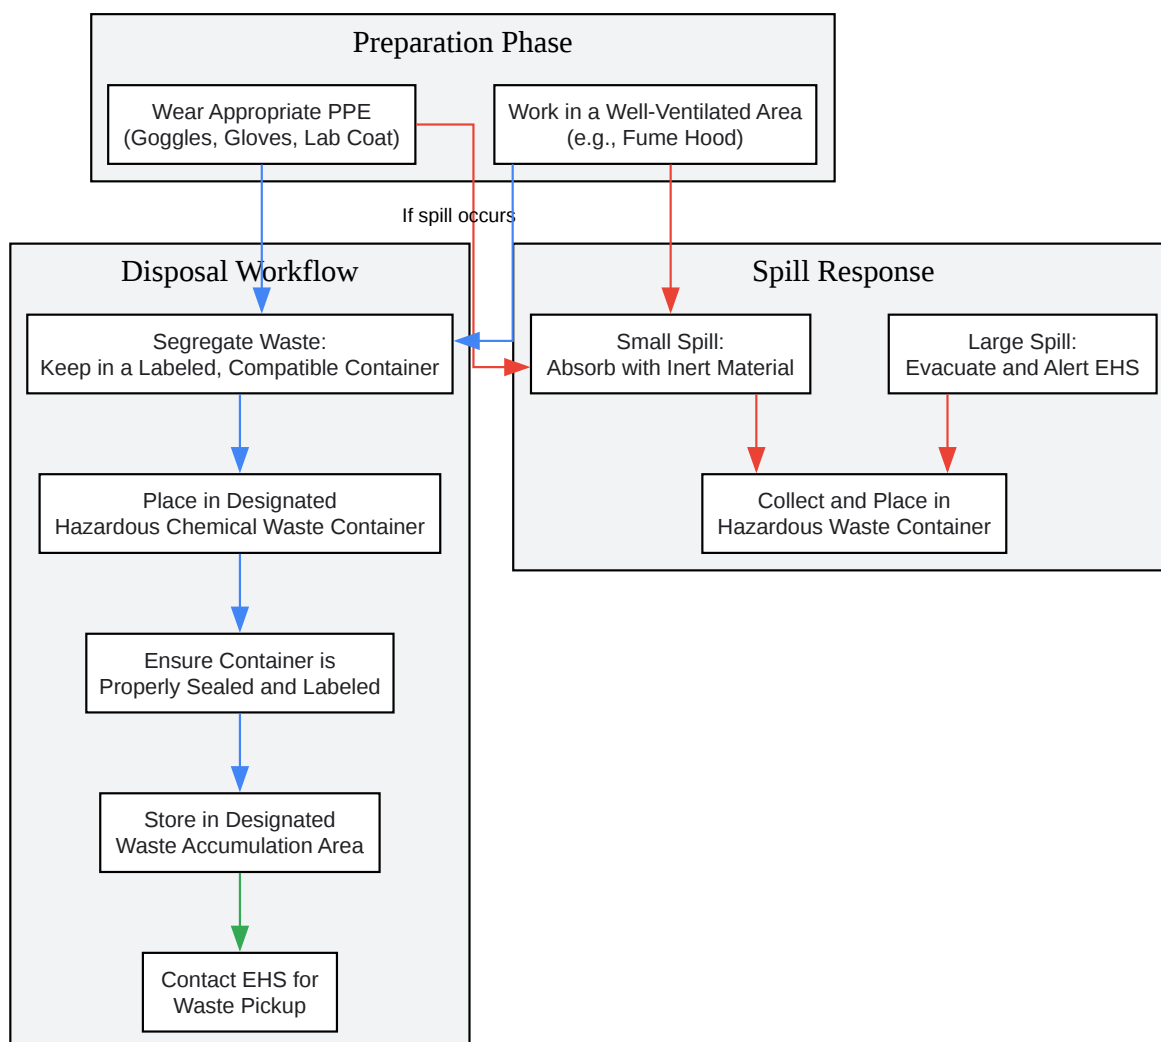 Preparation Phase
Wear Appropriate PPE
(Goggles, Gloves, Lab Coat)
Work in a Well-Ventilated Area
(e.g., Fume Hood)
If spill occurs
Disposal Workflow
Segregate Waste:
Keep in a Labeled, Compatible Container
Place in Designated
Hazardous Chemical Waste Container
Ensure Container is
Properly Sealed and Labeled
Store in Designated
Waste Accumulation Area
Contact EHS for
Waste Pickup
Spill Response
Small Spill:
Absorb with Inert Material
Large Spill:
Evacuate and Alert EHS
Collect and Place in
Hazardous Waste Container